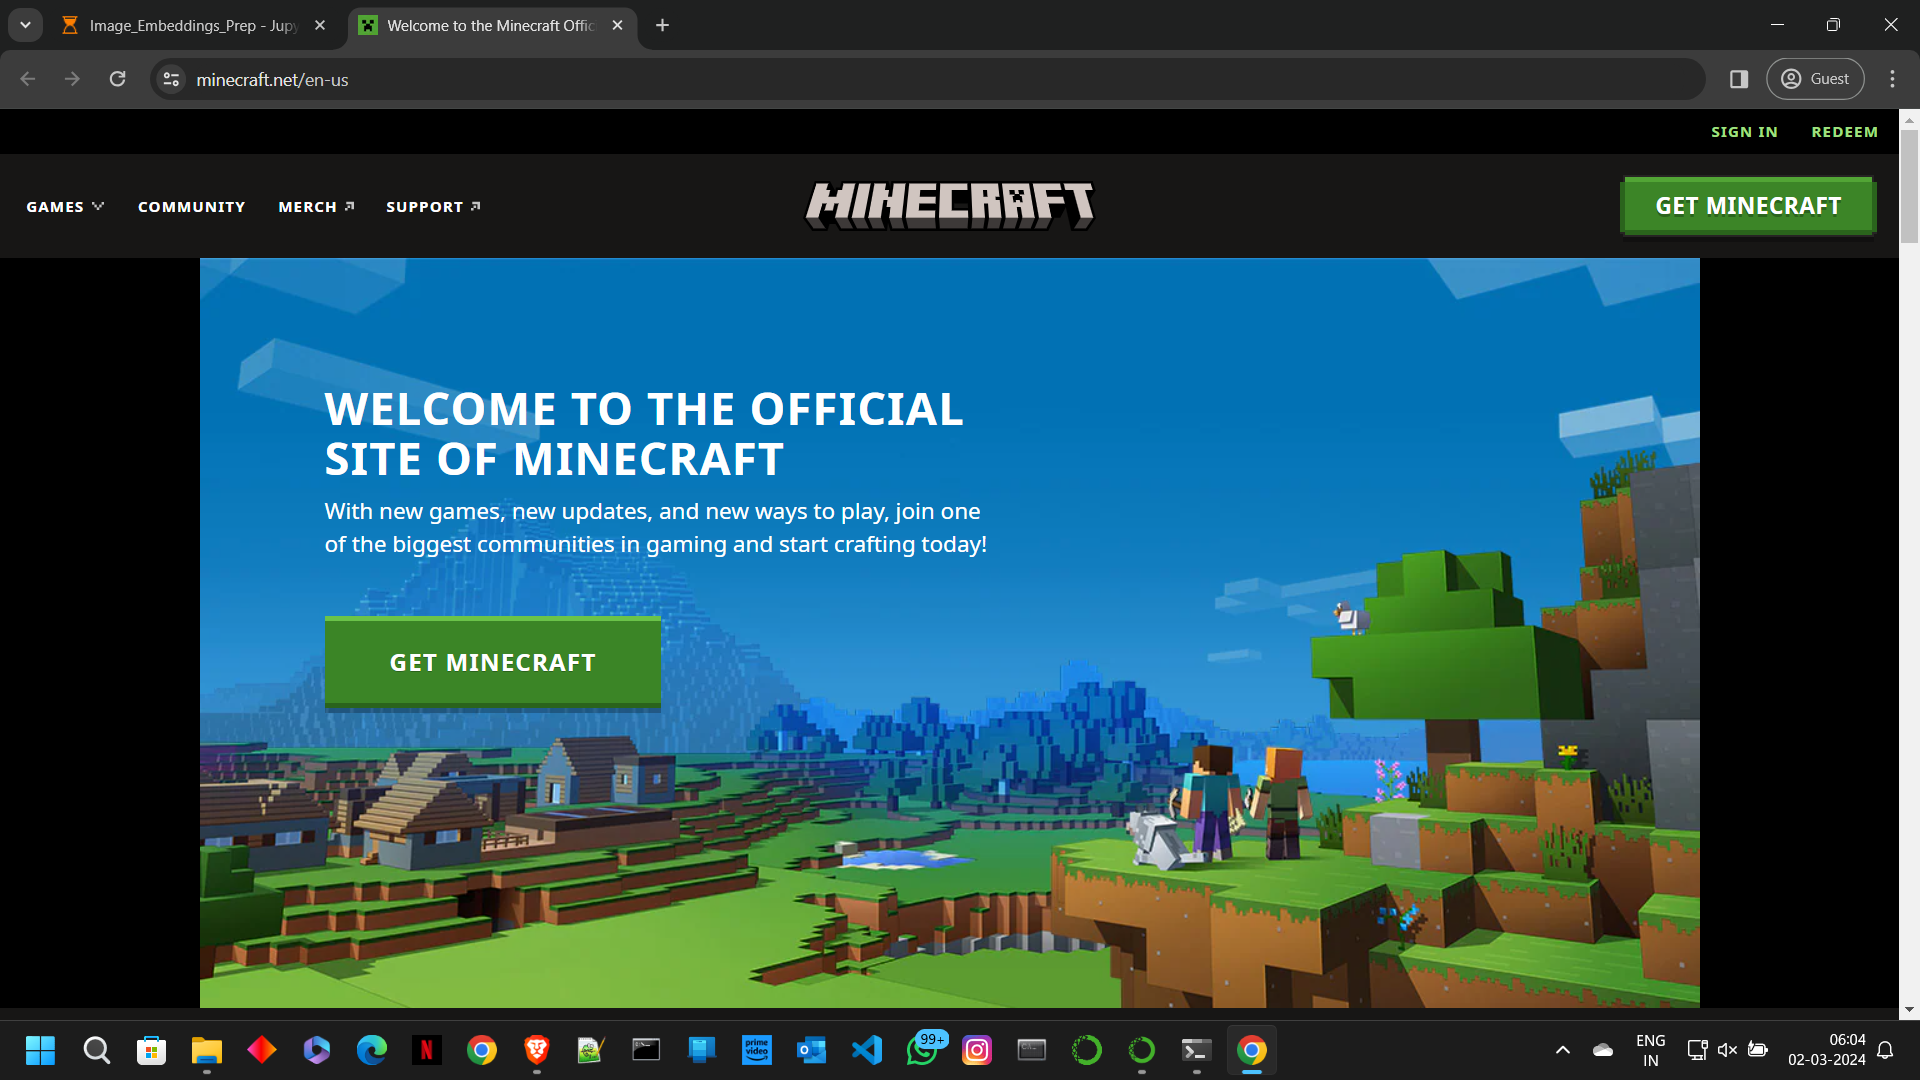 Image_Embeddings_Prep - Jupy
Welcome to the Minecraft Offic
minecraft.net/en-us
Guest
SIGN IN
REDEEM
GAMES
COMMUNITY
MERCH
SUPPORT
MINECRAFT
GET MINECRAFT
WELCOME TO THE OFFICIAL
SITE OF MINECRAFT
With new games, new updates, and new ways to play, join one
of the biggest communities in gaming and start crafting today!
GET MINECRAFT
N
prime
video
99+
ENG
IN
06:04
02-03-2024